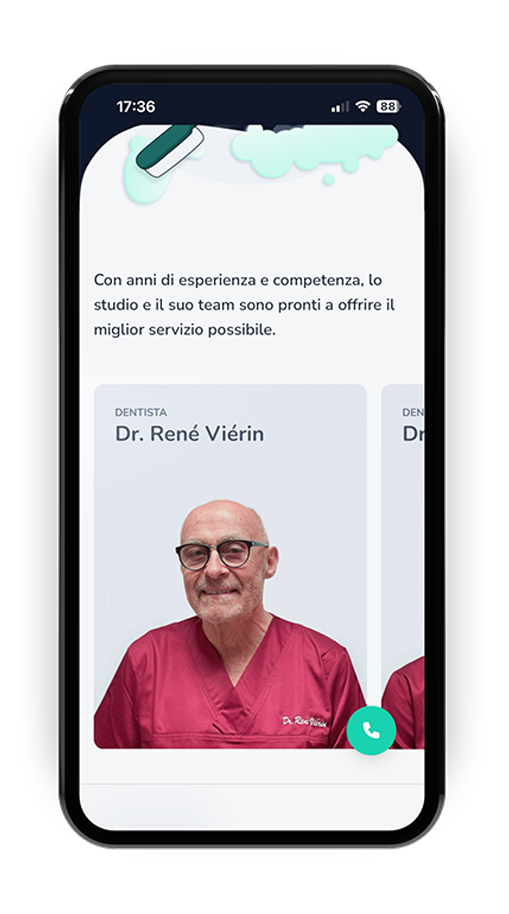 17:36
88
Con anni di esperienza e competenza, lo
studio e il suo team sono pronti a offrire il
miglior servizio possibile.
DENTISTA
Dr. René Viérin
DEN
Dr
Dr. René Viérin